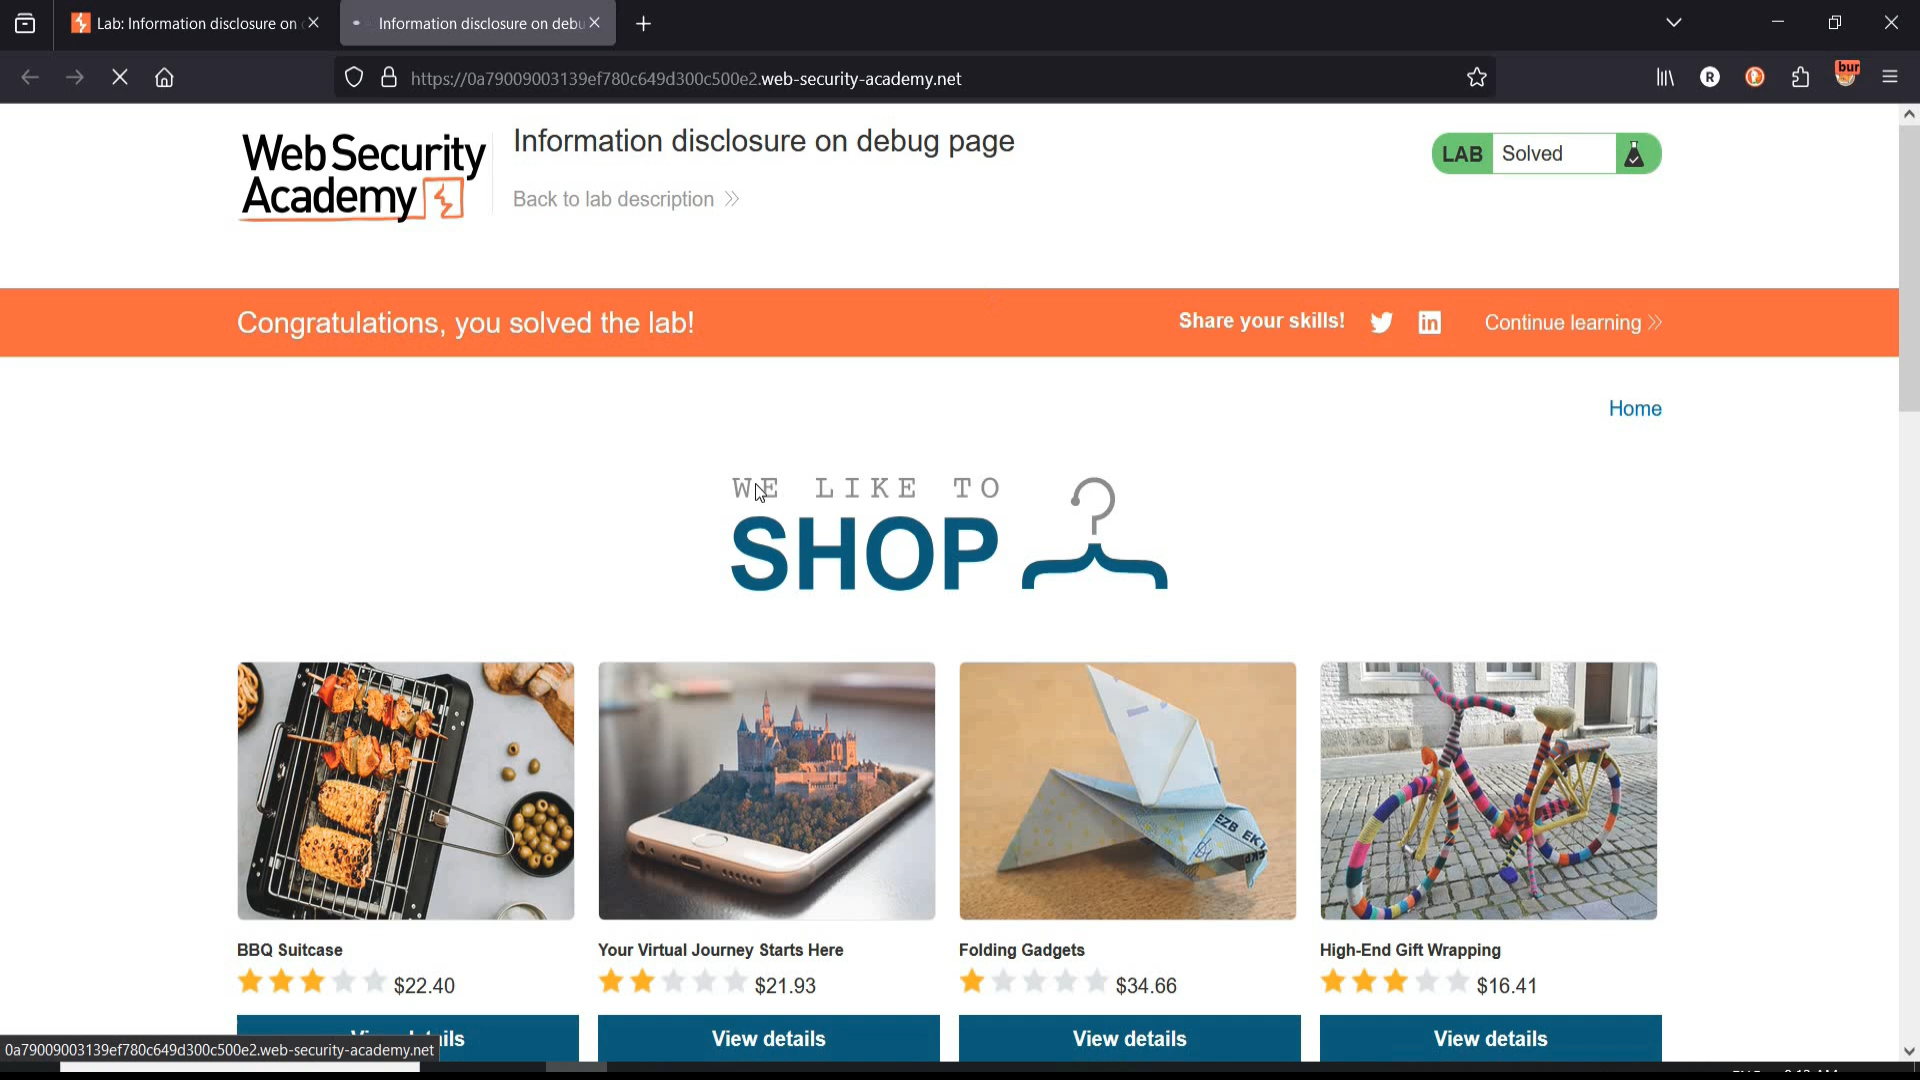 Lab: Information disclosure on
Information disclosure on debu
https://0a79009003139ef780c649d300c500e2.web-security-academy.net
R
bur
Web Security
Academy
Information disclosure on debug page
Back to lab description
LAB Solved
Congratulations, you solved the lab!
Share your skills!
in
Continue learning
Home
WE LIKE TO
SHOP
BBQ Suitcase
$22.40
Your Virtual Journey Starts Here
$21.93
Folding Gadgets
$34.66
High-End Gift Wrapping
$16.41
View details
View details
View details
0a79009003139ef780c649d300c500e2.web-security-academy.net